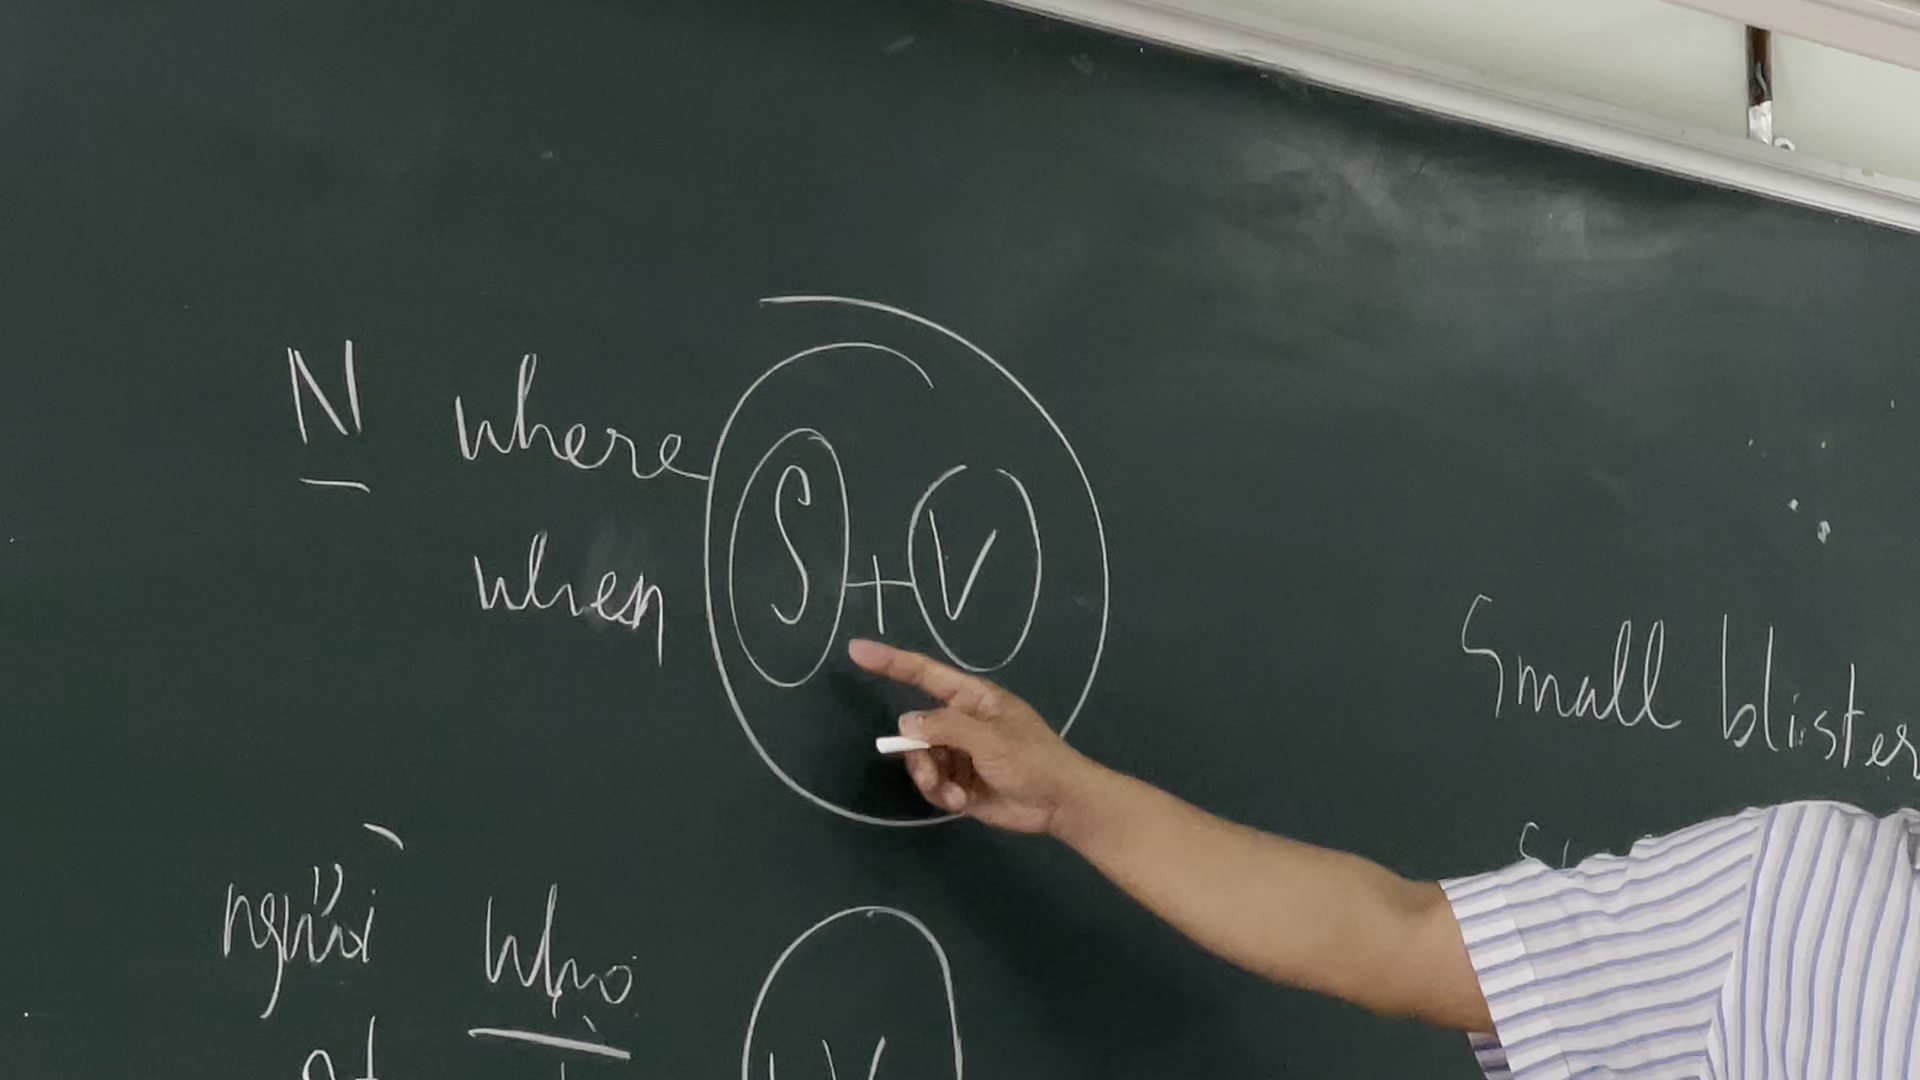 N where S + V
when
Small blister
người who
V